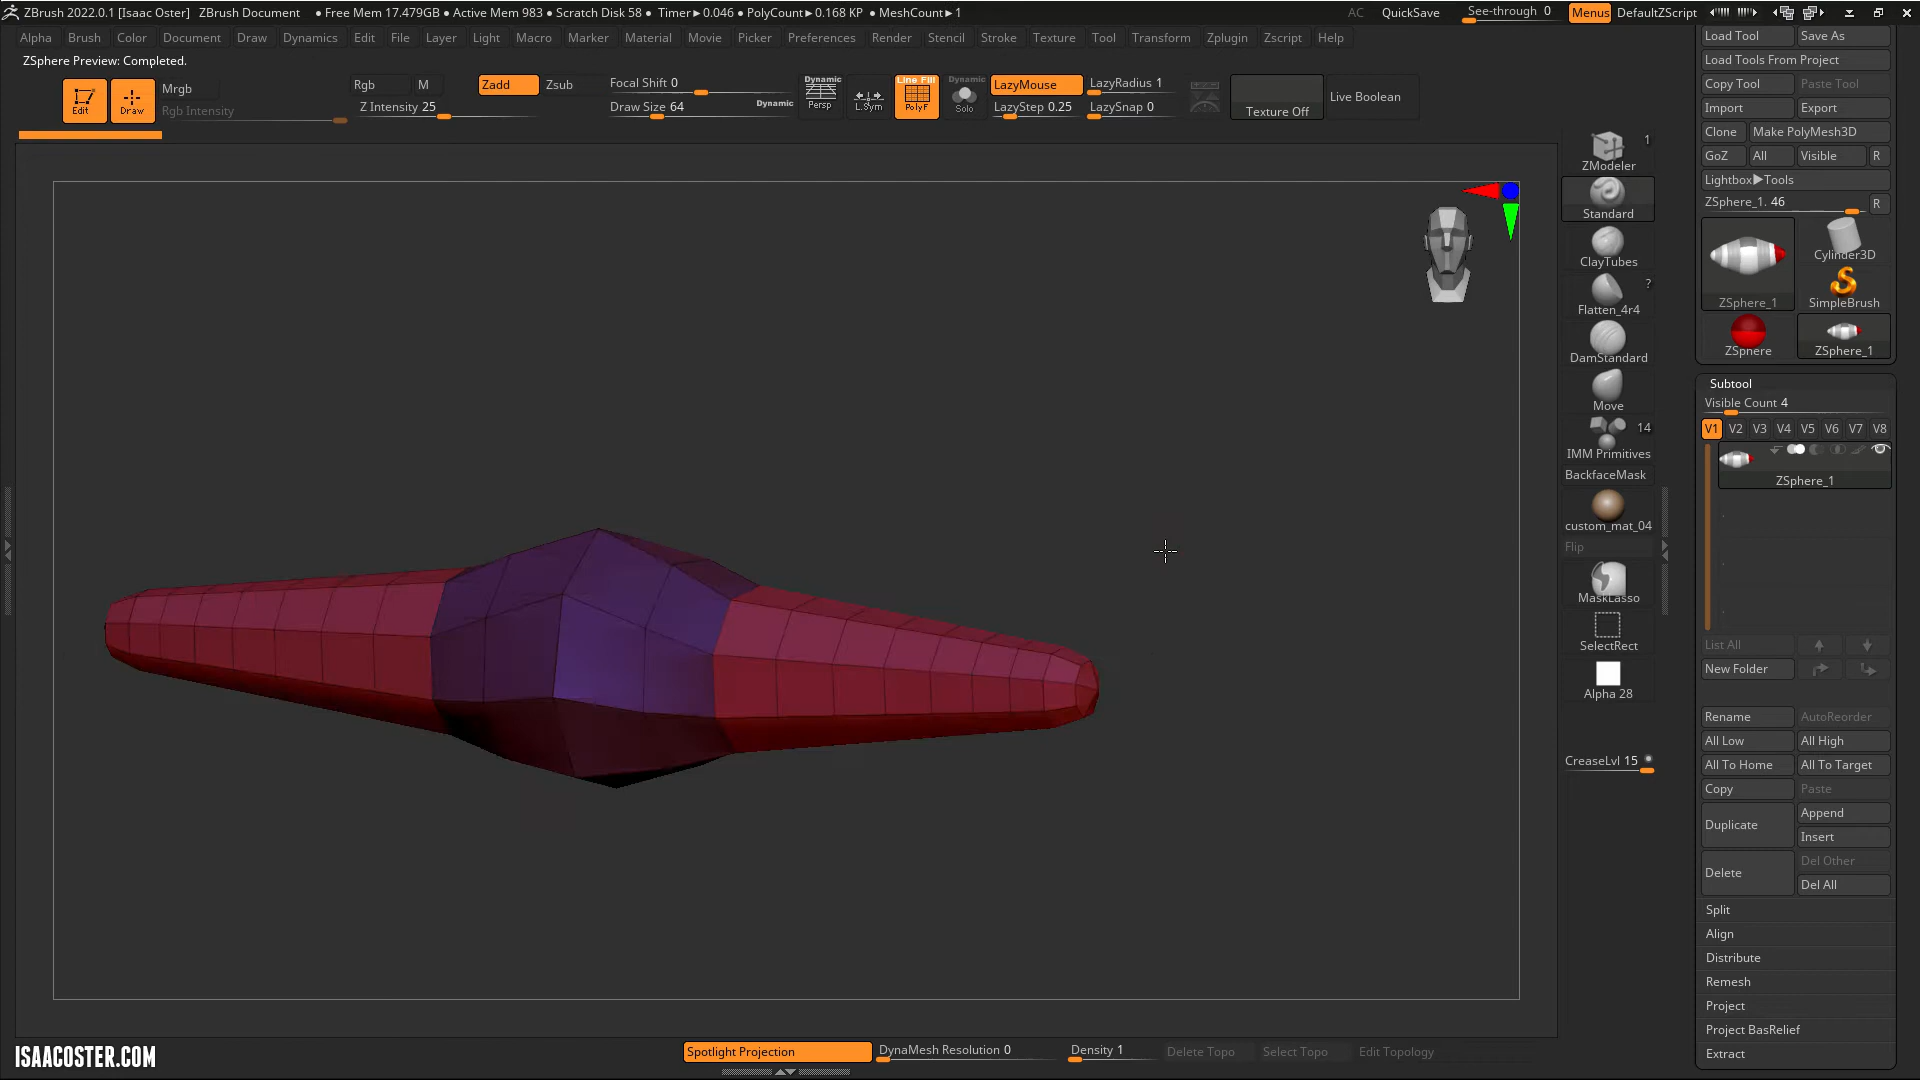 ZBrush 2022.0.1 [Isaac Oster] ZBrush Document • Free Mem 17.479GB • Active Mem 983 • Scratch Disk 58 • Timer►0.046 • PolyCount►0.168 KP • MeshCount►1 AC QuickSave See-through 0 Menus DefaultZScript
Alpha Brush Color Document Draw Dynamics Edit File Layer Light Macro Marker Material Movie Picker Preferences Render Stencil Stroke Texture Tool Transform Zplugin Zscript Help
ZSphere Preview: Completed.
Edit Draw
Mrgb
Rgb Intensity
Rgb M
Z Intensity 25
Zadd Zsub
Focal Shift 0
Draw Size 64
Dynamic
Dynamic
Persp
L.Sym
Line Fill
PolyF
Dynamic
Solo
LazyMouse LazyRadius 1
LazyStep 0.25 LazySnap 0
Texture Off
Live Boolean
ZModeler 1
Standard
ClayTubes
Flatten_4r4 ?
DamStandard
Move
IMM Primitives 14
BackfaceMask
custom_mat_04
Flip
MaskLasso
SelectRect
Alpha 28
CreaseLvl 15
Load Tool Save As
Load Tools From Project
Copy Tool Paste Tool
Import Export
Clone Make PolyMesh3D
GoZ All Visible R
Lightbox►Tools
ZSphere_1. 46 R
ZSphere_1
Cylinder3D
SimpleBrush
ZSphere
ZSphere_1
Subtool
Visible Count 4
V1 V2 V3 V4 V5 V6 V7 V8
ZSphere_1
List All
New Folder
Rename AutoReorder
All Low All High
All To Home All To Target
Copy Paste
Duplicate Append
Insert
Delete Del Other
Del All
Split
Align
Distribute
Remesh
Project
Project BasRelief
Extract
ISAACOSTER.COM
Spotlight Projection DynaMesh Resolution 0 Density 1 Delete Topo Select Topo Edit Topology